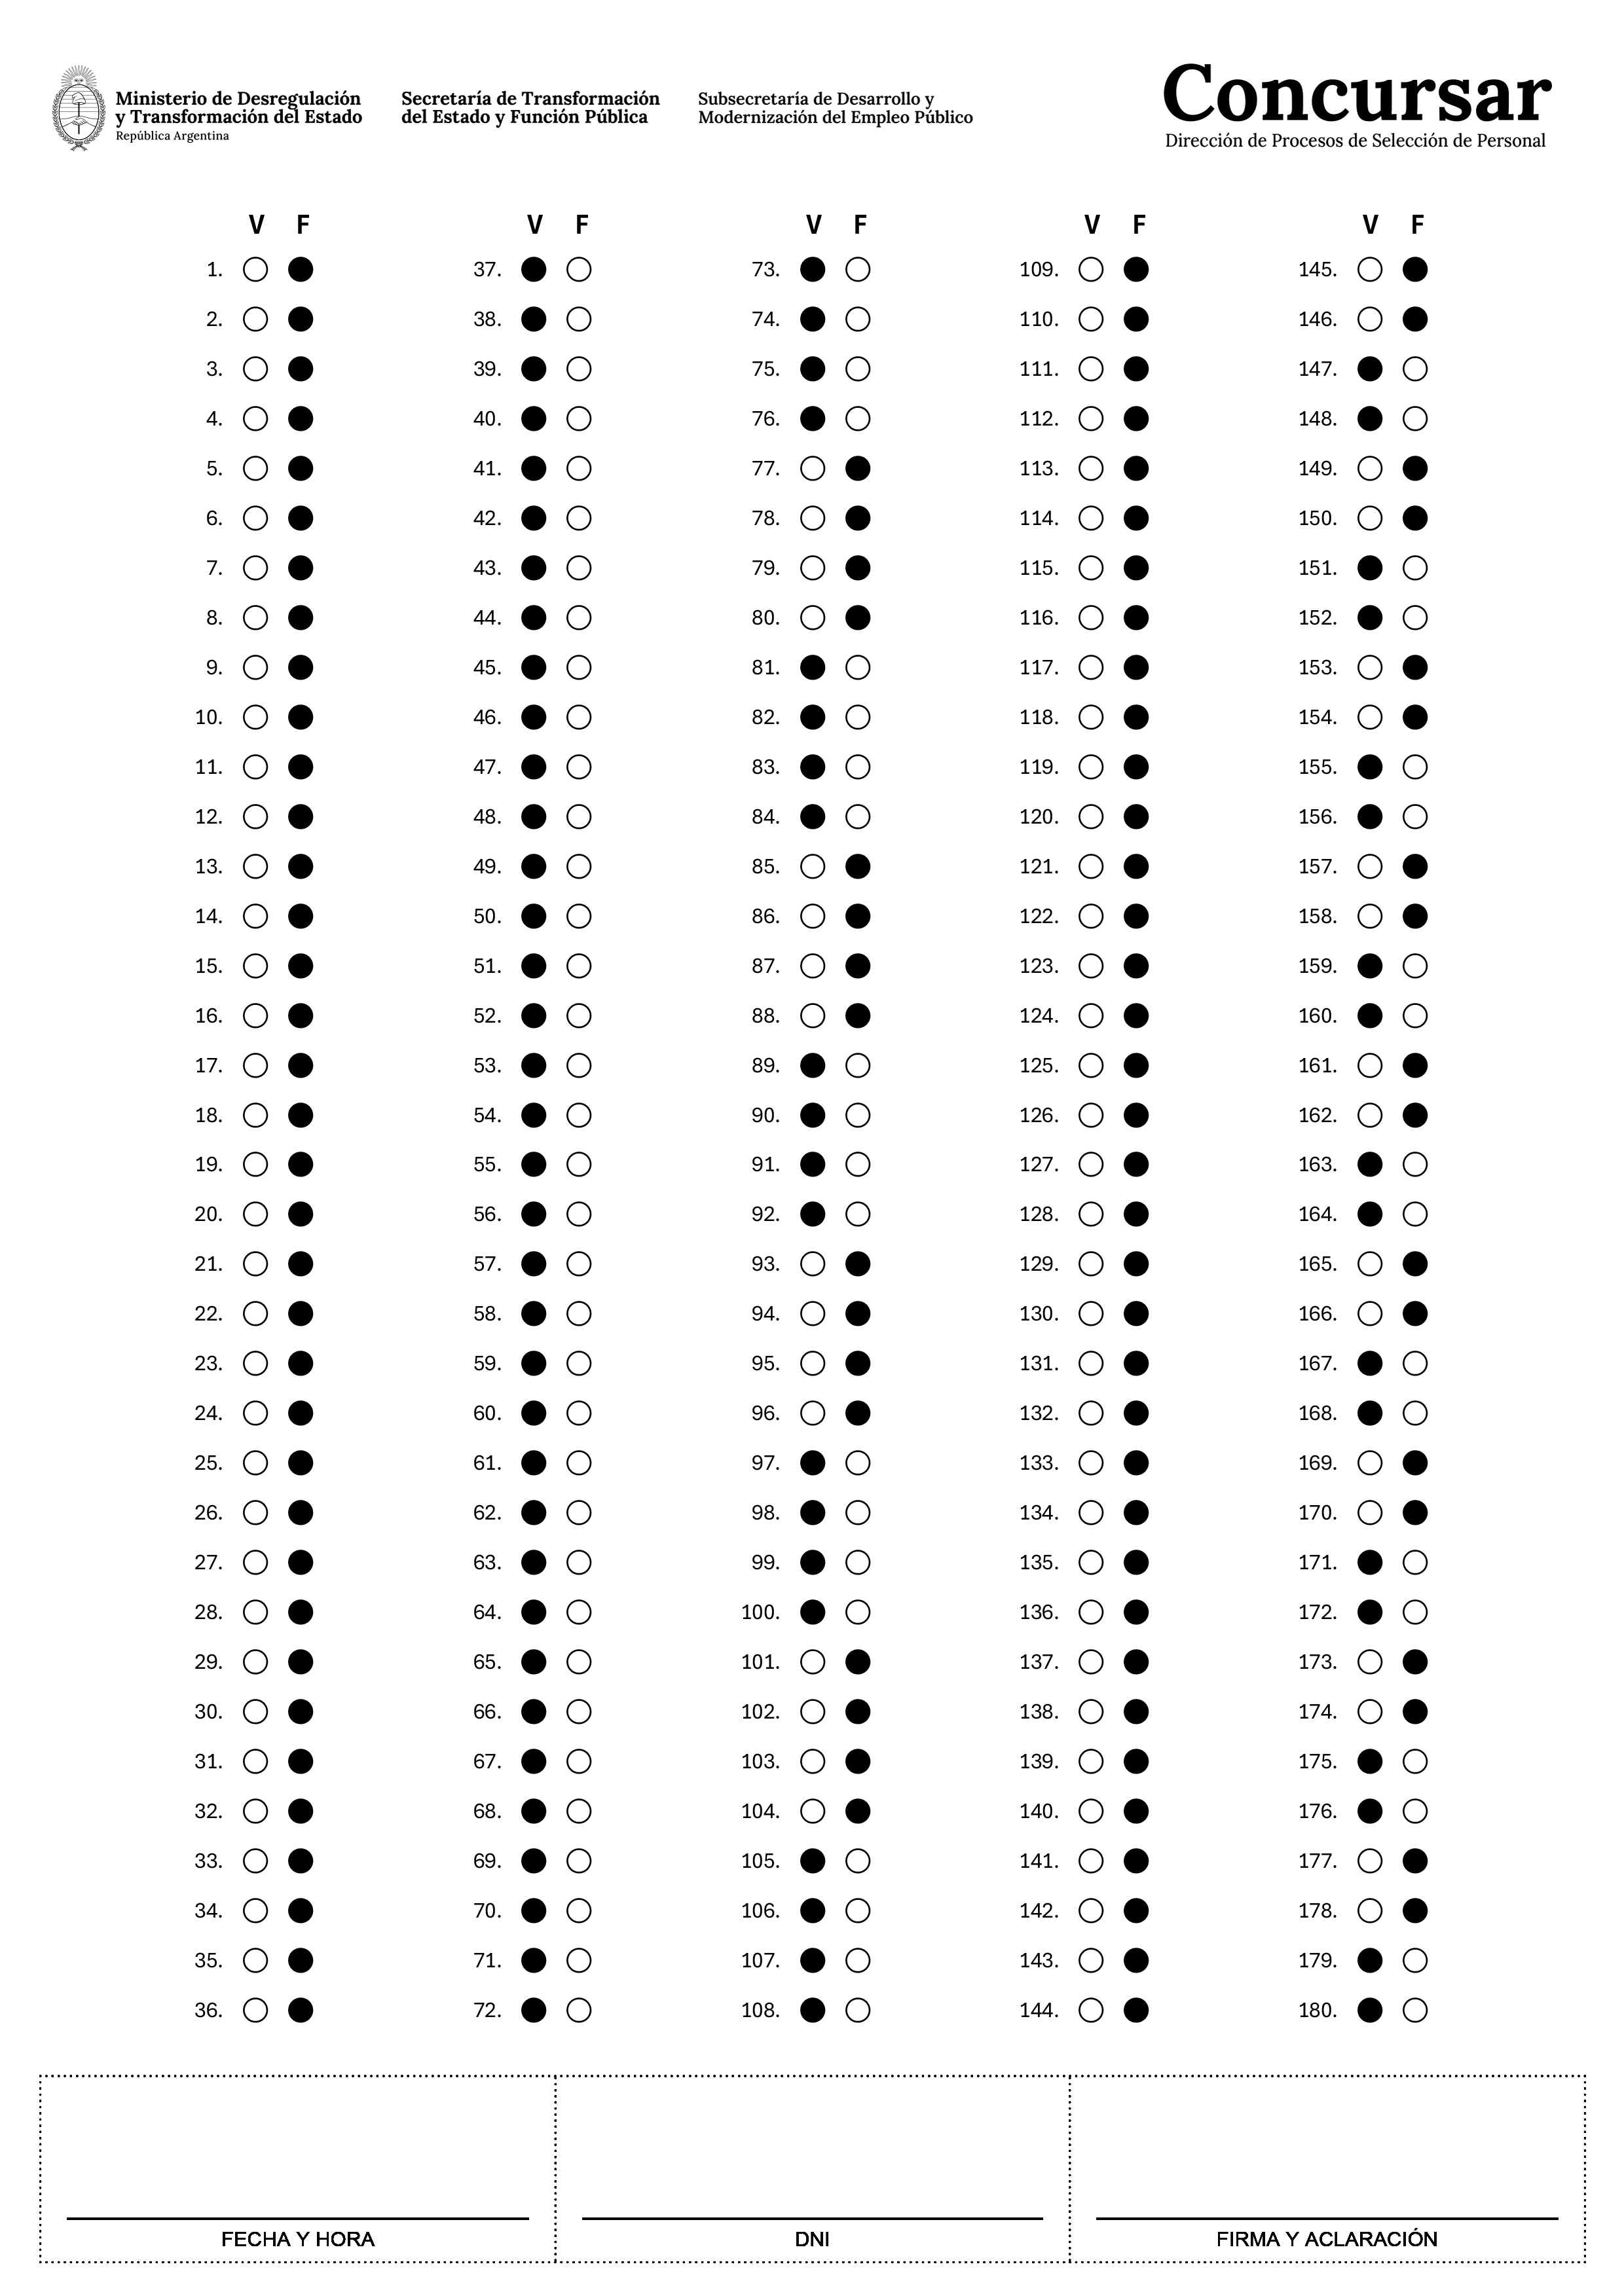 Ministerio de Desregulación
y Transformación del Estado
República Argentina
Secretaría de Transformación
del Estado y Función Pública
Subsecretaría de Desarrollo y
Modernización del Empleo Público
Concursar
Dirección de Procesos de Selección de Personal
V F V F V F V F V F
1. 37. 73. 109. 145.
2. 38. 74. 110. 146.
3. 39. 75. 111. 147.
4. 40. 76. 112. 148.
5. 41. 77. 113. 149.
6. 42. 78. 114. 150.
7. 43. 79. 115. 151.
8. 44. 80. 116. 152.
9. 45. 81. 117. 153.
10. 46. 82. 118. 154.
11. 47. 83. 119. 155.
12. 48. 84. 120. 156.
13. 49. 85. 121. 157.
14. 50. 86. 122. 158.
15. 51. 87. 123. 159.
16. 52. 88. 124. 160.
17. 53. 89. 125. 161.
18. 54. 90. 126. 162.
19. 55. 91. 127. 163.
20. 56. 92. 128. 164.
21. 57. 93. 129. 165.
22. 58. 94. 130. 166.
23. 59. 95. 131. 167.
24. 60. 96. 132. 168.
25. 61. 97. 133. 169.
26. 62. 98. 134. 170.
27. 63. 99. 135. 171.
28. 64. 100. 136. 172.
29. 65. 101. 137. 173.
30. 66. 102. 138. 174.
31. 67. 103. 139. 175.
32. 68. 104. 140. 176.
33. 69. 105. 141. 177.
34. 70. 106. 142. 178.
35. 71. 107. 143. 179.
36. 72. 108. 144. 180.
FECHA Y HORA
DNI
FIRMA Y ACLARACIÓN